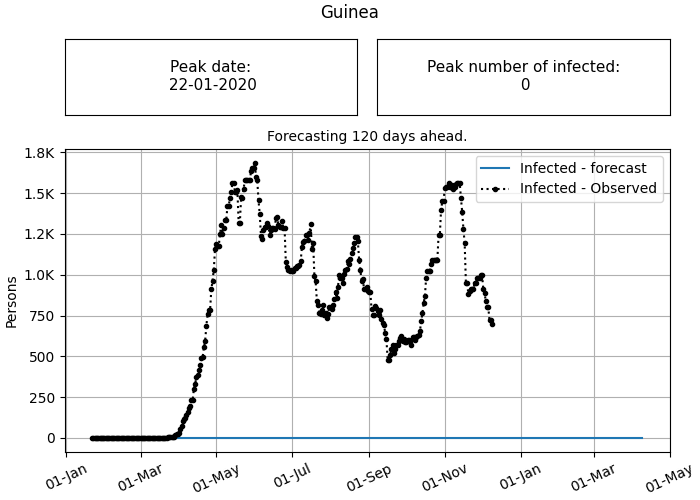 Guinea
Peak date:
22-01-2020
Peak number of infected:
0
Forecasting 120 days ahead.
Infected - forecast
Infected - Observed
Persons
1.8K
1.5K
1.2K
1.0K
750
500
250
0
01-Jan
01-Mar
01-May
01-Jul
01-Sep
01-Nov
01-Jan
01-Mar
01-May